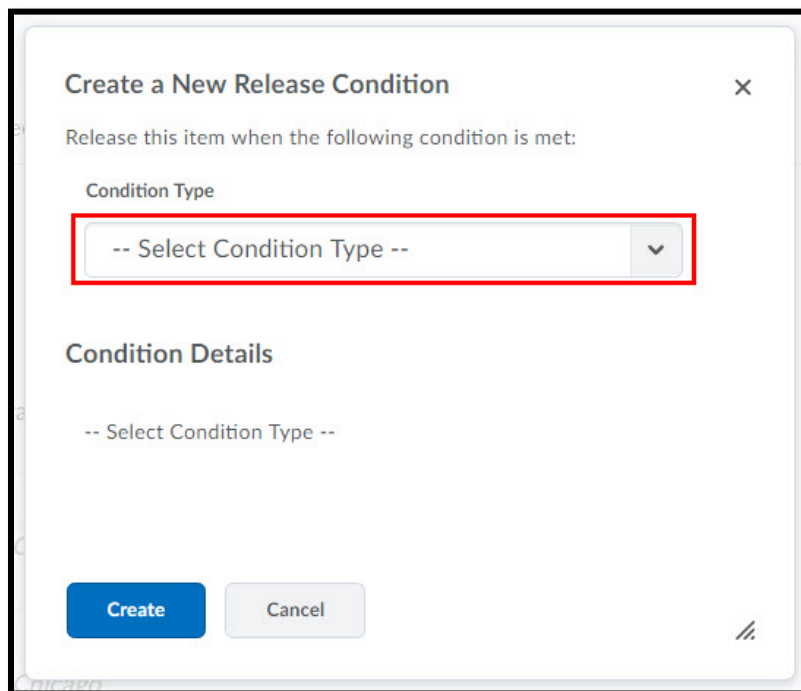 Create a New Release Condition
Release this item when the following condition is met:
Condition Type
-- Select Condition Type --
Condition Details
-- Select Condition Type --
Create
Cancel
Chicago